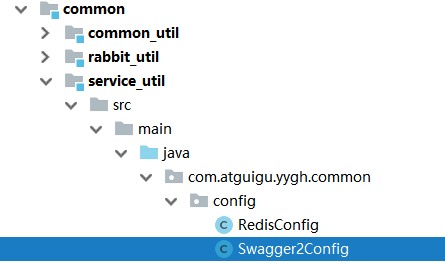 common
common_util
rabbit_util
service_util
src
main
java
com.atguigu.yygh.common
config
C RedisConfig
C Swagger2Config